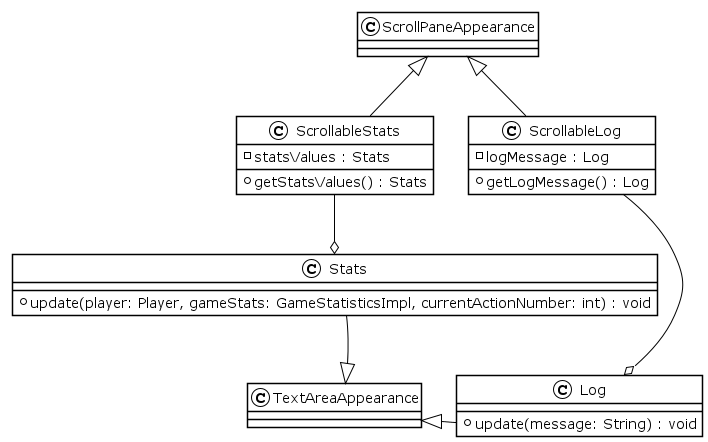 C ScrollPaneAppearance
C ScrollableStats
statsValues : Stats
getStatsValues() : Stats
C ScrollableLog
logMessage : Log
getLogMessage() : Log
C Stats
update(player: Player, gameStats: GameStatisticsImpl, currentActionNumber: int) : void
C TextAreaAppearance
C Log
update(message: String) : void